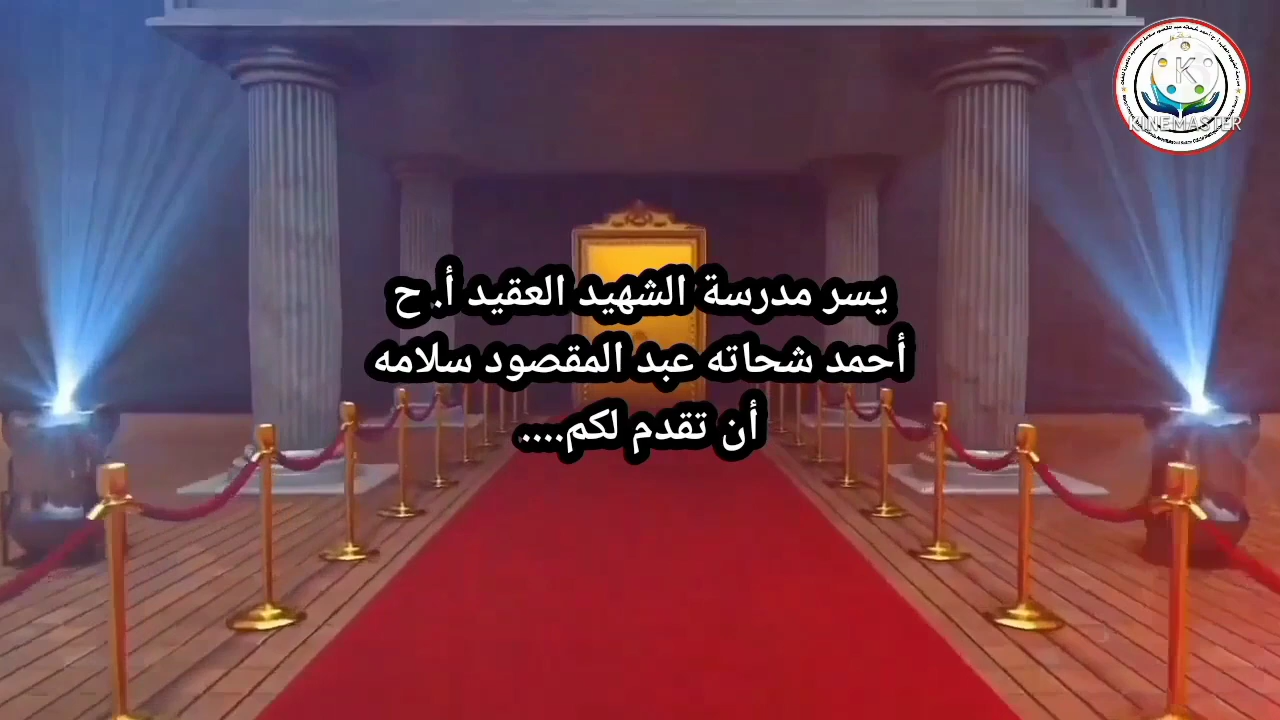 يسر مدرسة الشهيد العقيد أ. ح
أحمد شحاته عبد المقصود سلامه
أن تقدم لكم....
KINEMASTER